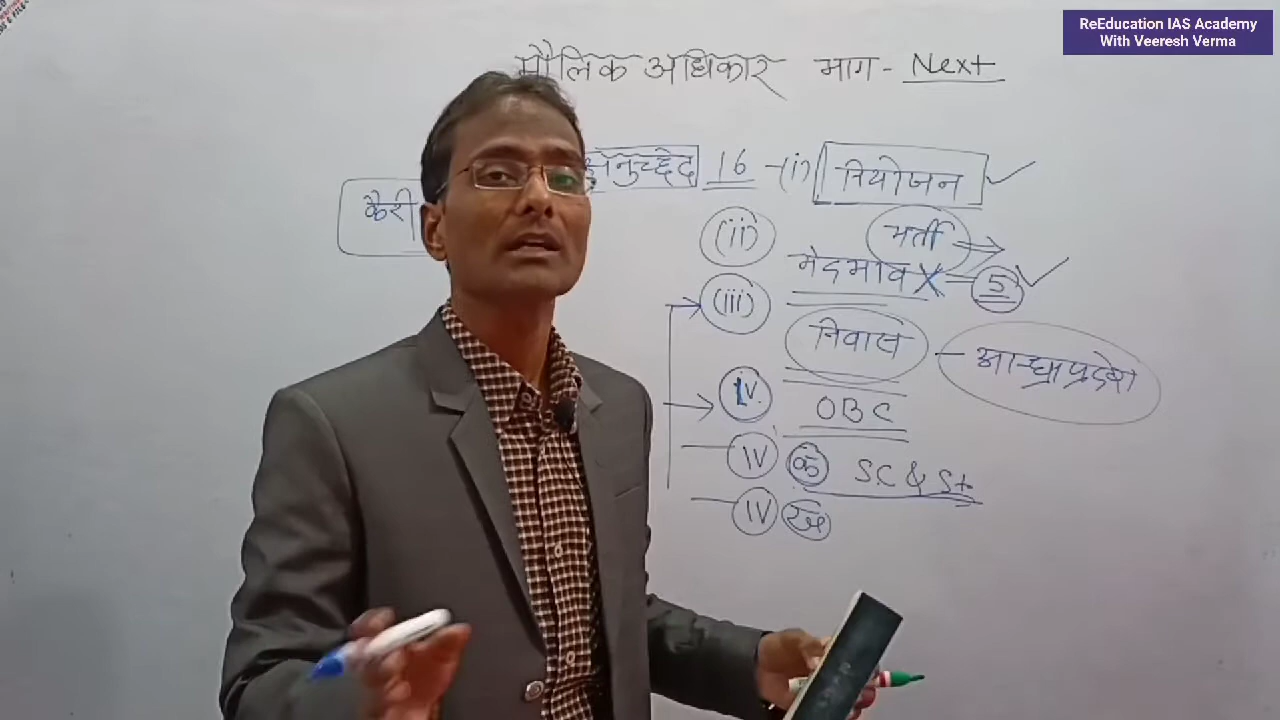 ReEducation IAS Academy
With Veeresh Verma
मौलिक अधिकार भाग - Next
अनुच्छेद 16 - (i) नियोजन ✓
कैरी
(ii) भर्ती →
भेदभाव X = 5 ✓
(iii)
निवास - आन्ध्रप्रदेश
IV. OBC
IV क SC & St
IV ख